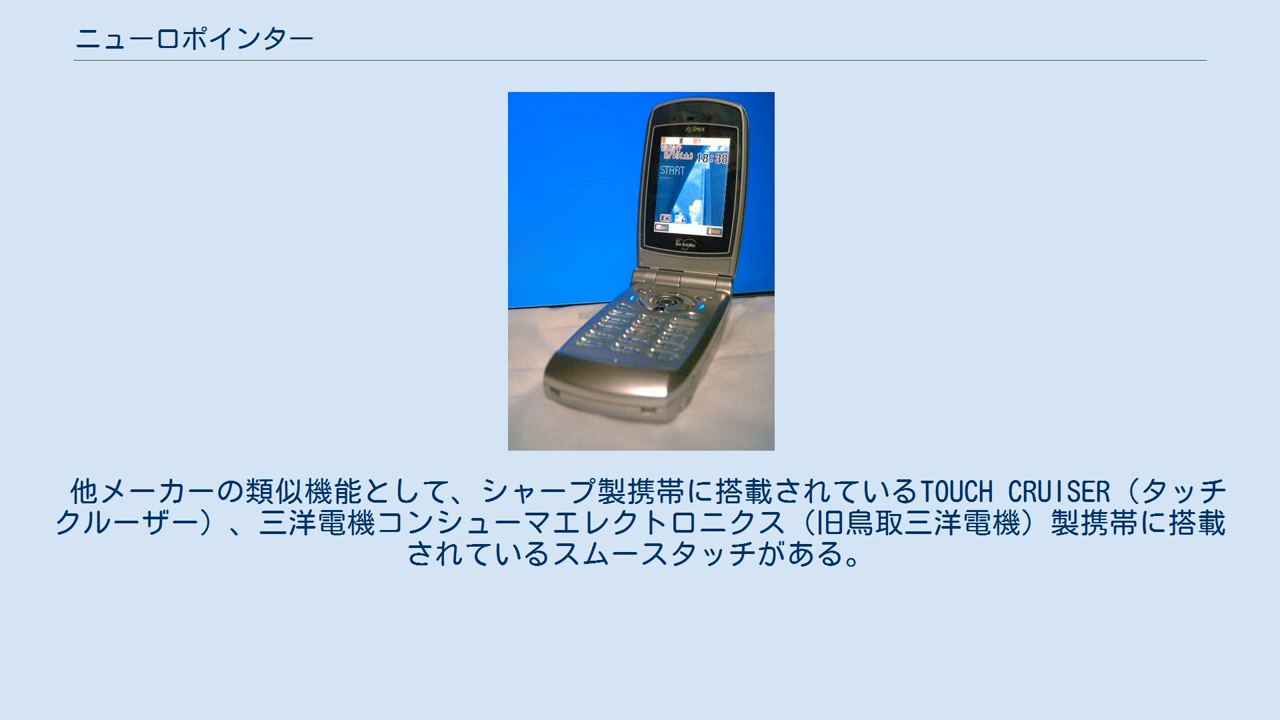 ニューロポインター
FOMA
18:30
START
他メーカーの類似機能として、シャープ製携帯に搭載されているTOUCH CRUISER（タッチ
クルーザー）、三洋電機コンシューマエレクトロニクス（旧鳥取三洋電機）製携帯に搭載
されているスムースタッチがある。